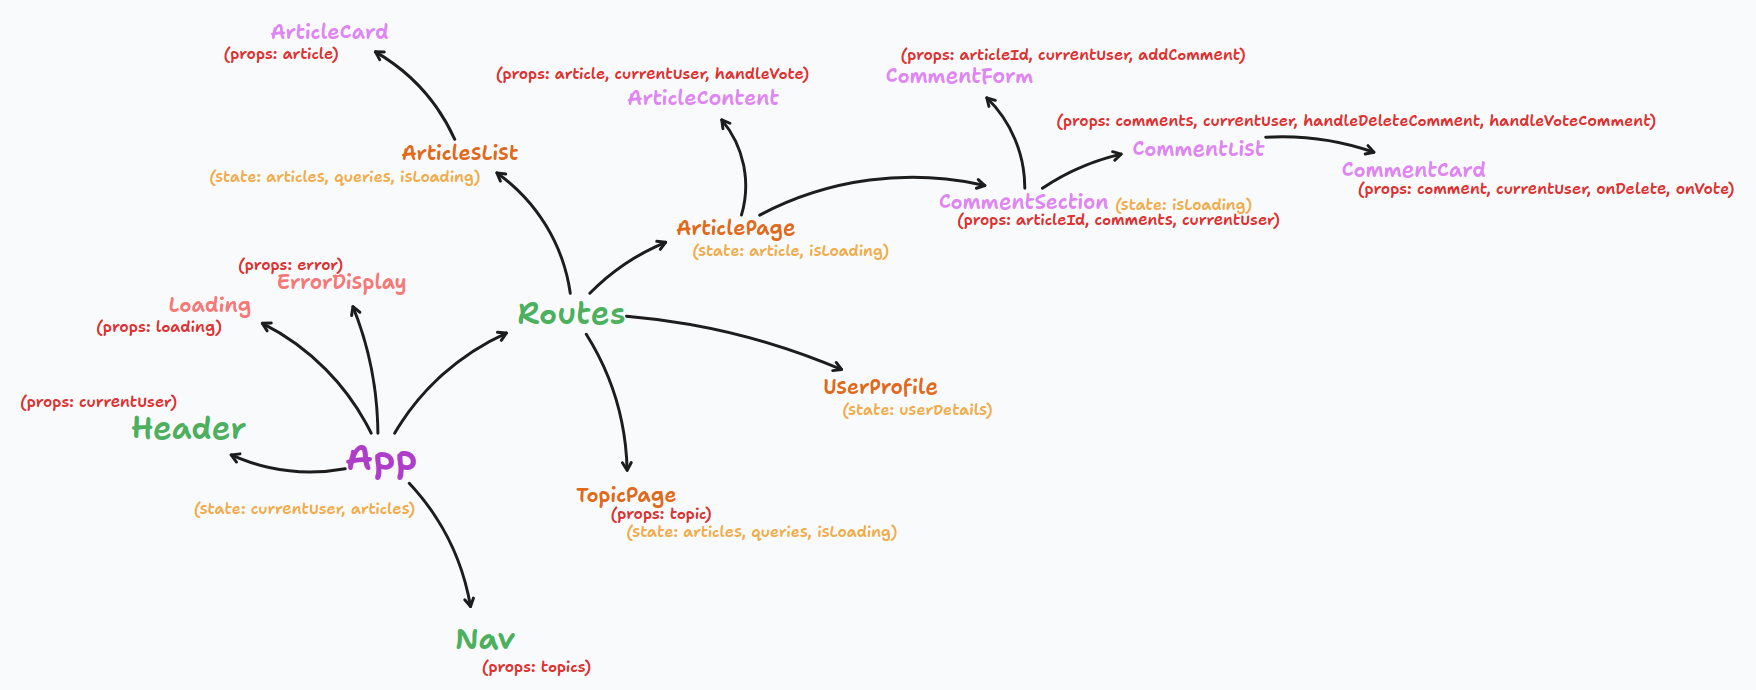 ArticleCard
(props: article)
(props: articleId, currentUser, addComment)
CommentForm
(props: article, currentUser, handleVote)
ArticleContent
(props: comments, currentUser, handleDeleteComment, handleVoteComment)
CommentList
ArticlesList
(state: articles, queries, isLoading)
CommentCard
(props: comment, currentUser, onDelete, onVote)
CommentSection (state: isLoading)
(props: articleId, comments, currentUser)
ArticlePage
(state: article, isLoading)
(props: error)
ErrorDisplay
Loading
(props: loading)
Routes
UserProfile
(state: userDetails)
(props: currentUser)
Header
App
(state: currentUser, articles)
TopicPage
(props: topic)
(state: articles, queries, isLoading)
Nav
(props: topics)